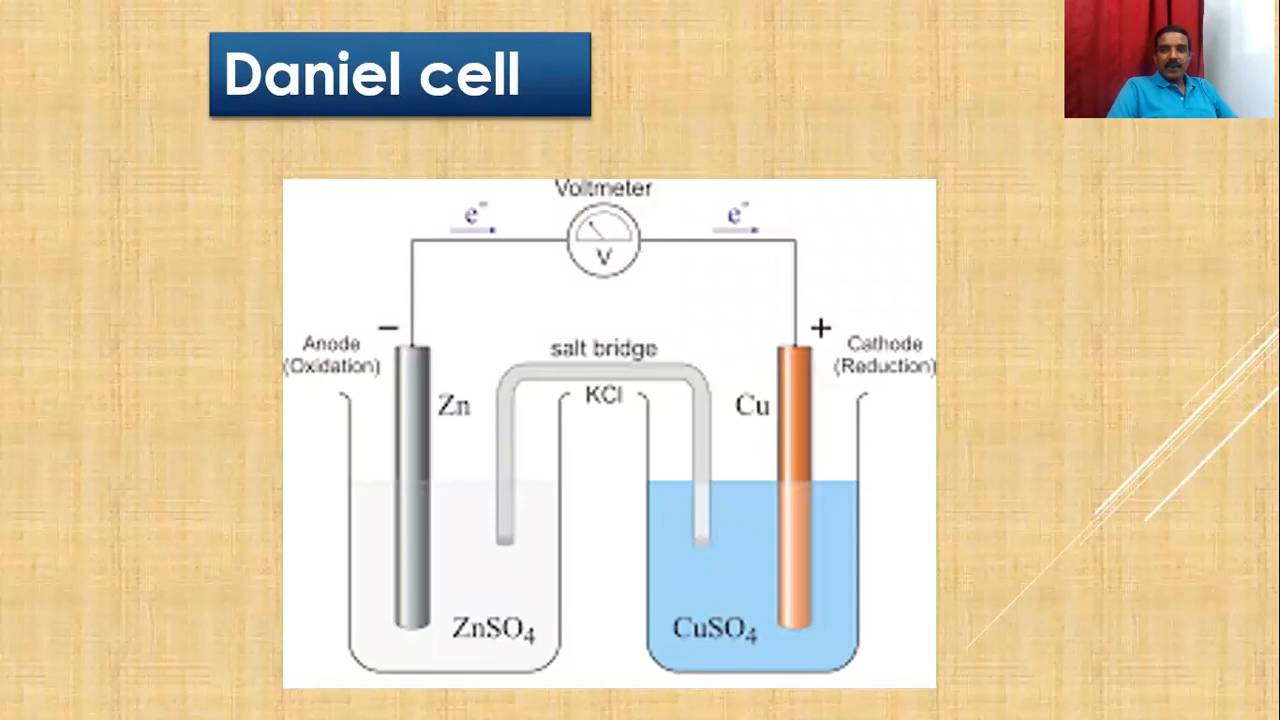 Daniel cell
Voltmeter
e⁻
e⁻
V
−
+
Anode
(Oxidation)
salt bridge
Cathode
(Reduction)
KCl
Zn
Cu
ZnSO₄
CuSO₄